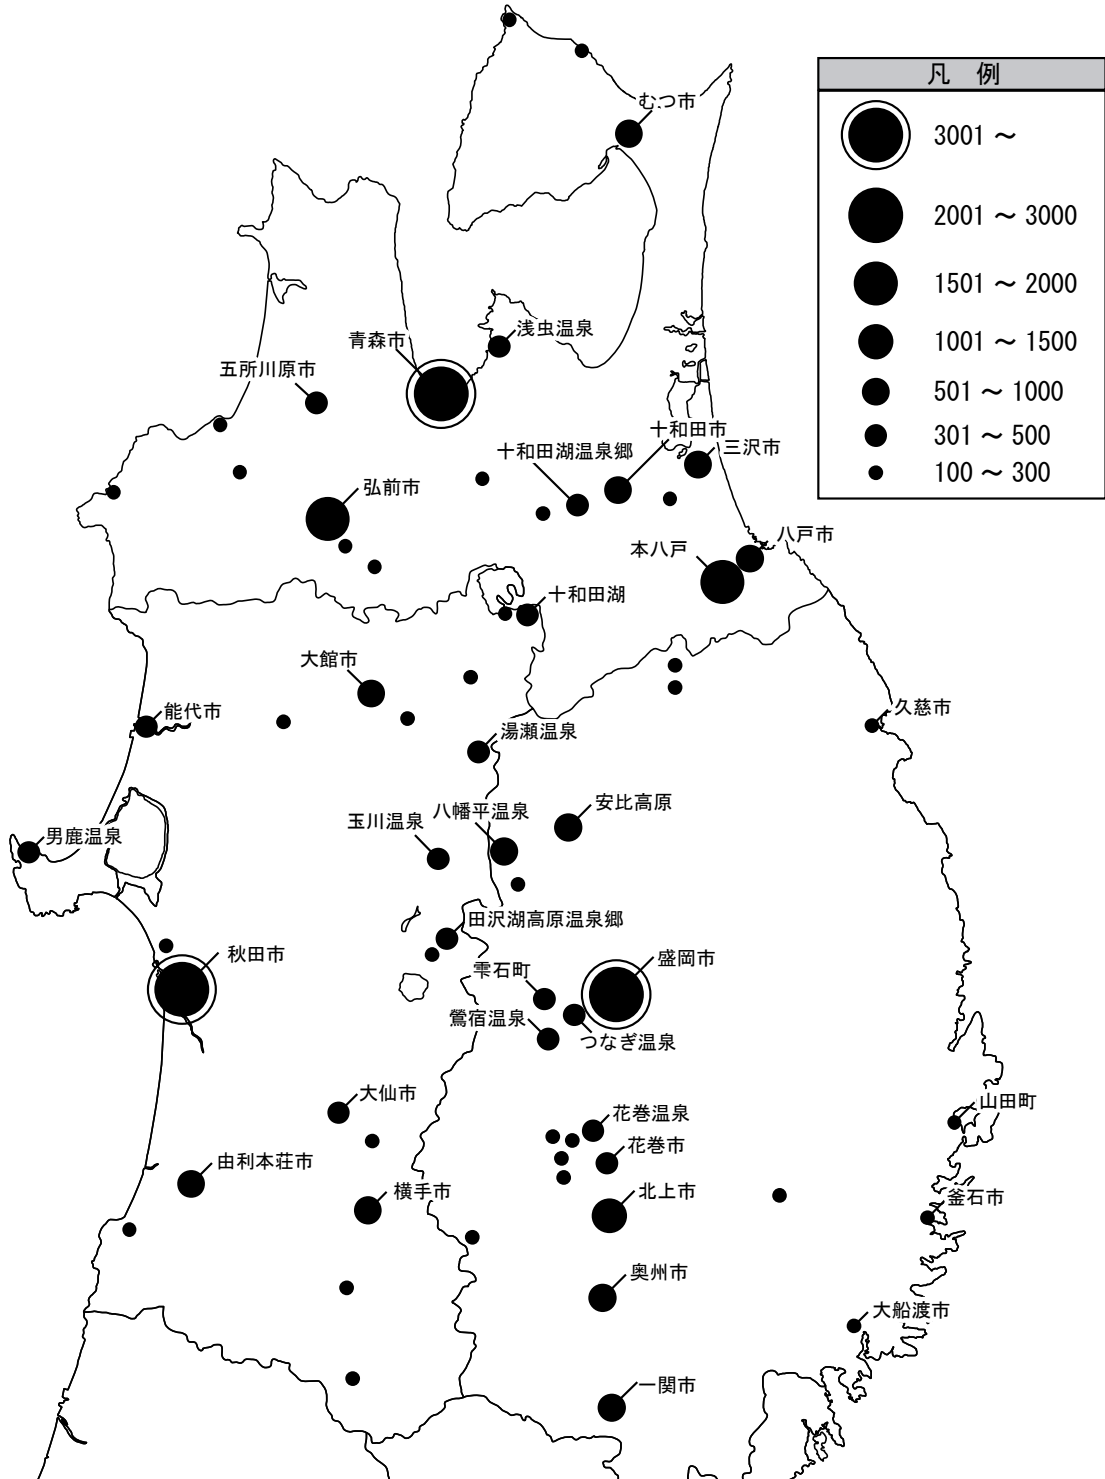 凡 例
3001 ～
2001 ～ 3000
1501 ～ 2000
1001 ～ 1500
501 ～ 1000
301 ～ 500
100 ～ 300
むつ市
浅虫温泉
青森市
五所川原市
十和田市
三沢市
十和田湖温泉郷
弘前市
八戸市
本八戸
十和田湖
大館市
能代市
久慈市
湯瀬温泉
安比高原
八幡平温泉
玉川温泉
男鹿温泉
田沢湖高原温泉郷
秋田市
盛岡市
雫石町
鶯宿温泉
つなぎ温泉
大仙市
山田町
花巻温泉
花巻市
由利本荘市
横手市
北上市
釜石市
奥州市
大船渡市
一関市